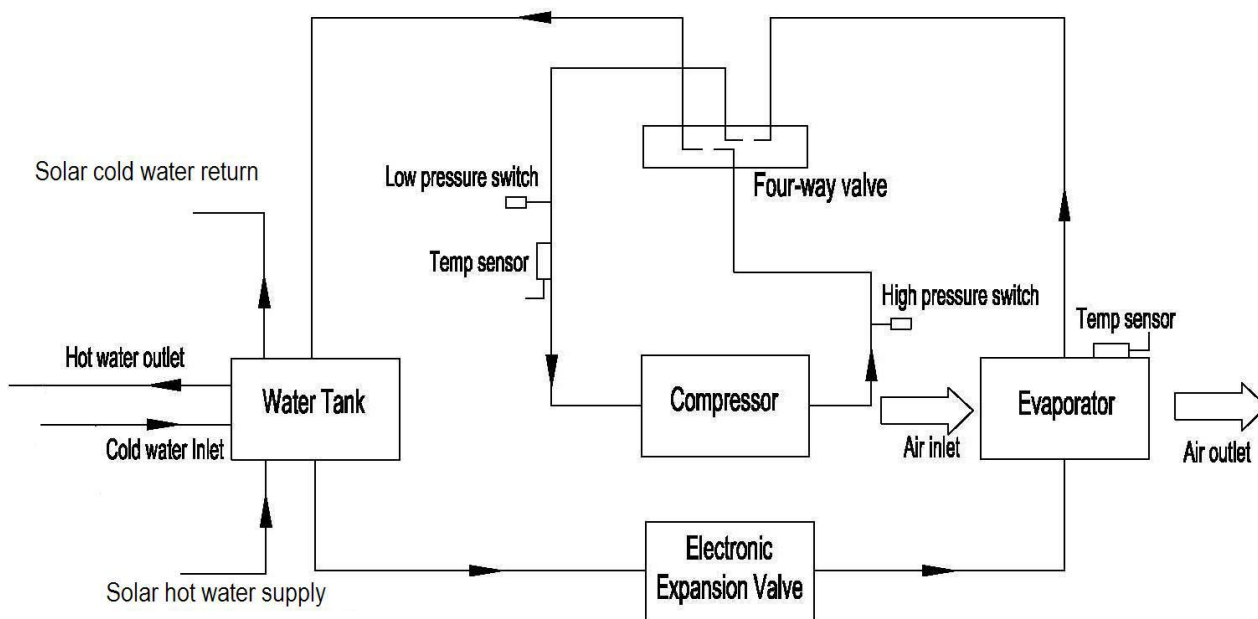 Solar cold water return
Low pressure switch
Four-way valve
Temp sensor
High pressure switch
Temp sensor
Hot water outlet
Water Tank
Compressor
Evaporator
Cold water Inlet
Air inlet
Air outlet
Electronic
Expansion Valve
Solar hot water supply